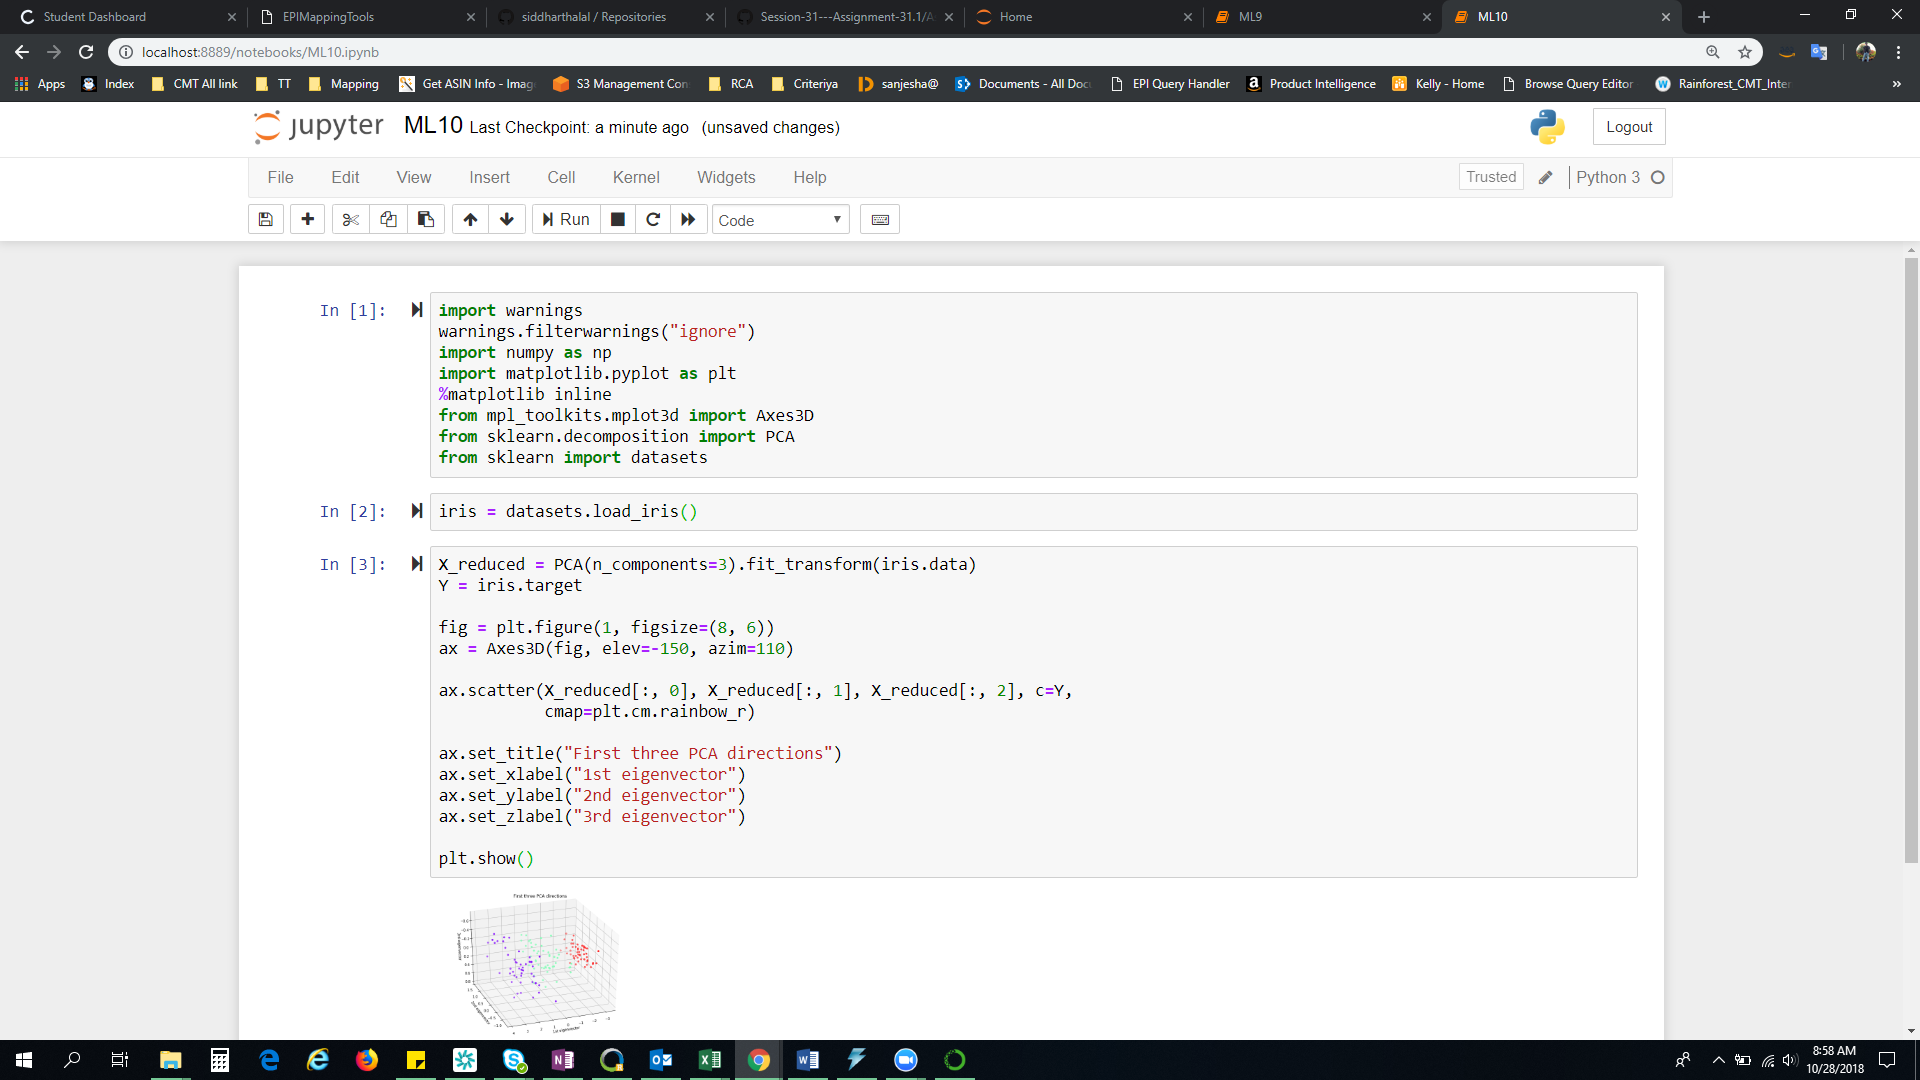 Student Dashboard
EPIMappingTools
siddharthalal / Repositories
Session-31---Assignment-31.1/A
Home
ML9
ML10
localhost:8889/notebooks/ML10.ipynb
Apps
Index
CMT All link
TT
Mapping
Get ASIN Info - Imag
S3 Management Con
RCA
Criteriya
sanjesha@
Documents - All Doc
EPI Query Handler
Product Intelligence
Kelly - Home
Browse Query Editor
Rainforest_CMT_Inter
»
jupyter ML10 Last Checkpoint: a minute ago (unsaved changes)
Logout
File Edit View Insert Cell Kernel Widgets Help
Trusted
Python 3
Run
Code
In [1]:
import warnings
warnings.filterwarnings("ignore")
import numpy as np
import matplotlib.pyplot as plt
%matplotlib inline
from mpl_toolkits.mplot3d import Axes3D
from sklearn.decomposition import PCA
from sklearn import datasets
In [2]:
iris = datasets.load_iris()
In [3]:
X_reduced = PCA(n_components=3).fit_transform(iris.data)
Y = iris.target
fig = plt.figure(1, figsize=(8, 6))
ax = Axes3D(fig, elev=-150, azim=110)
ax.scatter(X_reduced[:, 0], X_reduced[:, 1], X_reduced[:, 2], c=Y,
cmap=plt.cm.rainbow_r)
ax.set_title("First three PCA directions")
ax.set_xlabel("1st eigenvector")
ax.set_ylabel("2nd eigenvector")
ax.set_zlabel("3rd eigenvector")
plt.show()
First three PCA directions
1st eigenvector
2nd eigenvector
8:58 AM
10/28/2018